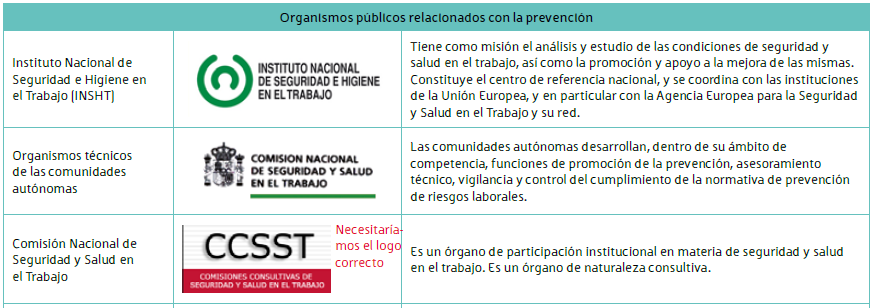 Organismos públicos relacionados con la prevención
Instituto Nacional de
Seguridad e Higiene en
el Trabajo (INSHT)
INSTITUTO NACIONAL
DE SEGURIDAD E HIGIENE
EN EL TRABAJO
Tiene como misión el análisis y estudio de las condiciones de seguridad y
salud en el trabajo, así como la promoción y apoyo a la mejora de las mismas.
Constituye el centro de referencia nacional, y se coordina con las instituciones
de la Unión Europea, y en particular con la Agencia Europea para la Seguridad
y Salud en el Trabajo y su red.
Organismos técnicos
de las comunidades
autónomas
COMISION NACIONAL
DE SEGURIDAD Y SALUD
EN EL TRABAJO
Las comunidades autónomas desarrollan, dentro de su ámbito de
competencia, funciones de promoción de la prevención, asesoramiento
técnico, vigilancia y control del cumplimiento de la normativa de prevención
de riesgos laborales.
Comisión Nacional de
Seguridad y Salud en
el Trabajo
CCSST
COMISIONES CONSULTIVAS DE
SEGURIDAD Y SALUD EN EL TRABAJO
Necesitaría-
mos el logo
correcto
Es un órgano de participación institucional en materia de seguridad y salud
en el trabajo. Es un órgano de naturaleza consultiva.